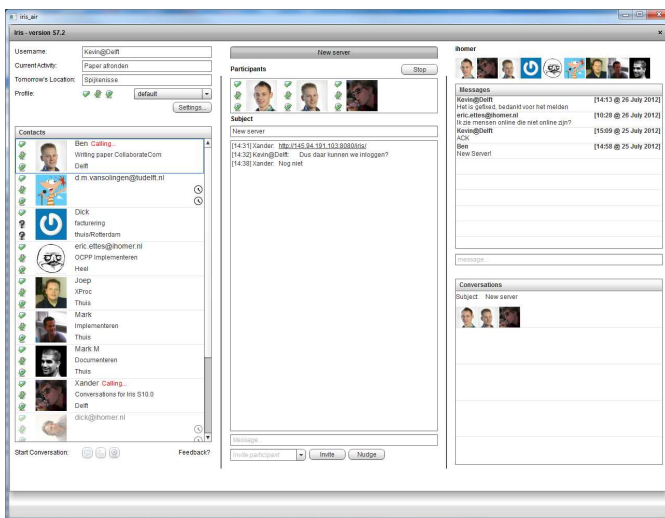 iris_air
Iris - version S7.2
Username: Kevin@Delft
Current Activity: Paper afronden
Tomorrow's Location: Spijkenisse
Profile: default
Settings...
Contacts
Ben Calling...
Writing paper CollaborateCom
Delft
d.m.vansolingen@tudelft.nl
Dick
facturering
thuis/Rotterdam
eric.ettes@ihomer.nl
OCPP Implementeren
Heel
Joep
XProc
Thuis
Mark
Implementeren
Thuis
Mark M
Documenteren
Thuis
Xander Calling...
Conversations for Iris S10.0
Delft
dick@ihomer.nl
Start Conversation: Feedback?
New server
Participants Stop
Subject
New server
[14:31] Xander: http://145.94.191.103:8080/iris/
[14:32] Kevin@Delft: Dus daar kunnen we inloggen?
[14:38] Xander: Nog niet
Message...
Invite participant Invite Nudge
Ihomer
Messages
Kevin@Delft [14:13 @ 26 July 2012]
Het is gefixed, bedankt voor het melden
eric.ettes@ihomer.nl [10:28 @ 26 July 2012]
Ik zie mensen online die niet online zijn?
Kevin@Delft [15:09 @ 25 July 2012]
ACK
Ben [14:58 @ 25 July 2012]
New Server!
message...
Conversations
Subject New server